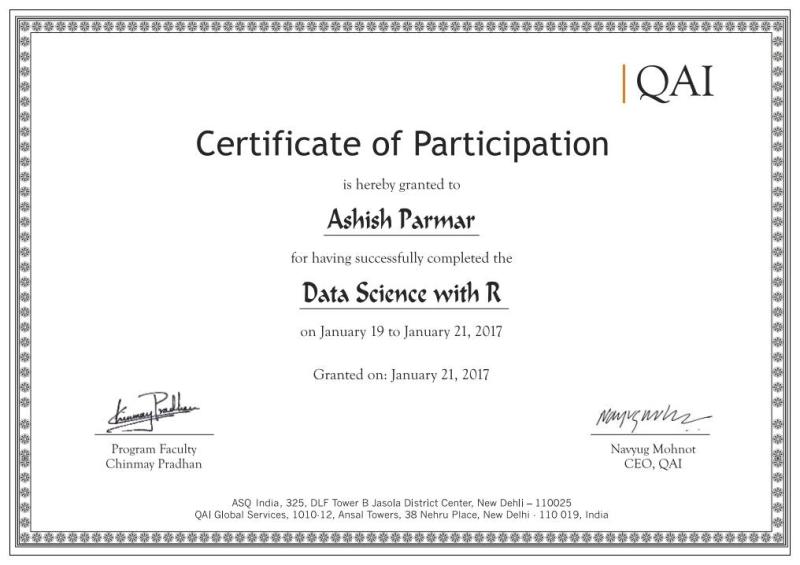 QAI
Certificate of Participation
is hereby granted to
Ashish Parmar
for having successfully completed the
Data Science with R
on January 19 to January 21, 2017
Granted on: January 21, 2017
Chinmay Pradhan
Program Faculty
Chinmay Pradhan
Navyug Mohnot
CEO, QAI
ASQ India, 325, DLF Tower B Jasola District Center, New Dehli – 110025
QAI Global Services, 1010-12, Ansal Towers, 38 Nehru Place, New Delhi - 110 019, India